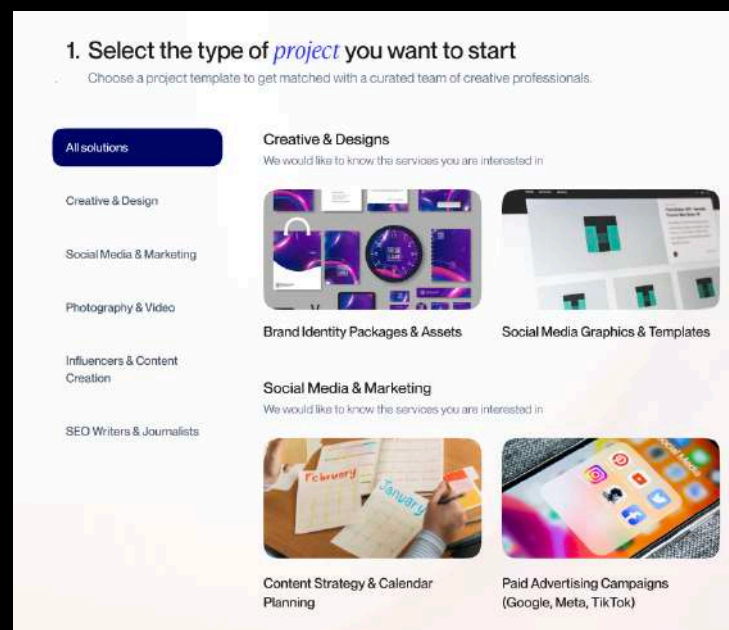 1. Select the type of project you want to start
Choose a project template to get matched with a curated team of creative professionals.
All solutions
Creative & Design
Social Media & Marketing
Photography & Video
Influencers & Content
Creation
SEO Writers & Journalists
Creative & Designs
We would like to know the services you are interested in
Brand Identity Packages & Assets
Social Media Graphics & Templates
Social Media & Marketing
We would like to know the services you are interested in
February
January
Content Strategy & Calendar
Planning
Paid Advertising Campaigns
(Google, Meta, TikTok)